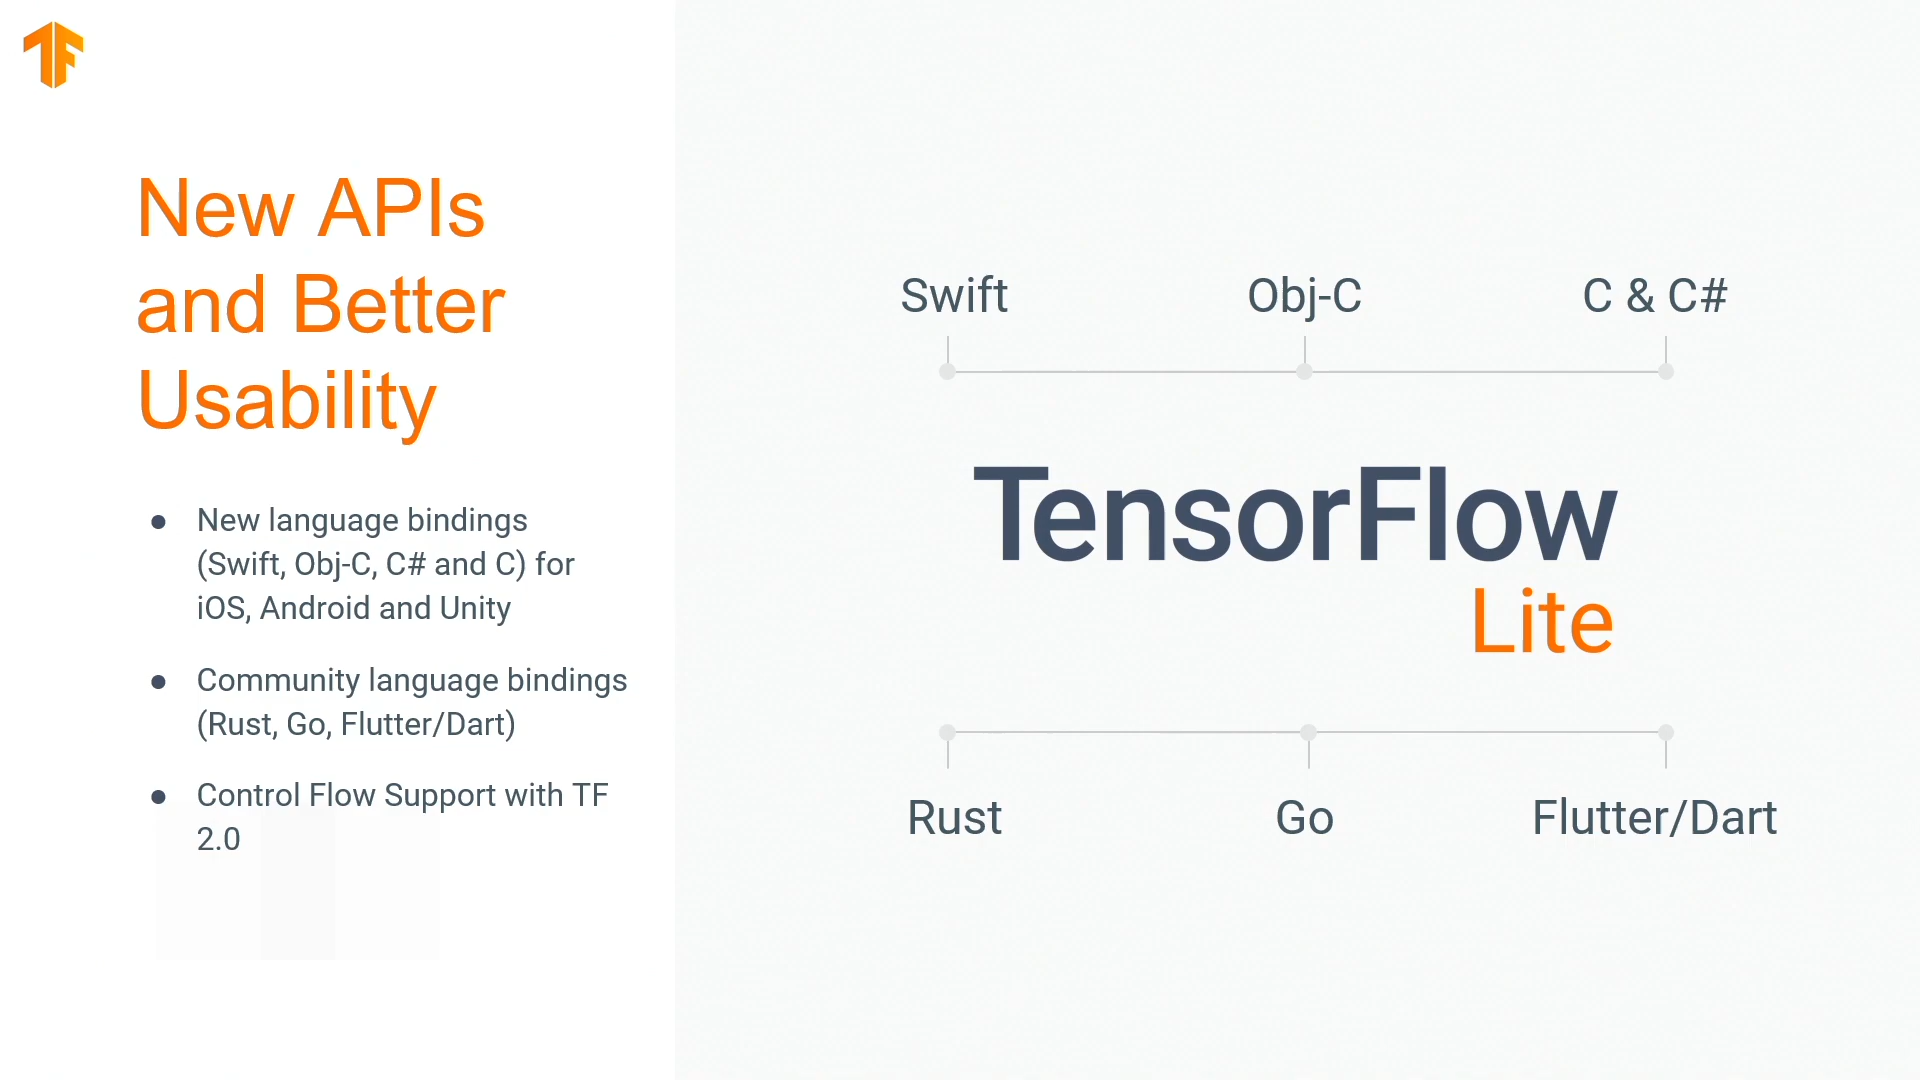 New APIs
and Better
Usability
● New language bindings
(Swift, Obj-C, C# and C) for
iOS, Android and Unity
● Community language bindings
(Rust, Go, Flutter/Dart)
● Control Flow Support with TF
2.0
Swift Obj-C C & C#
TensorFlow
Lite
Rust Go Flutter/Dart